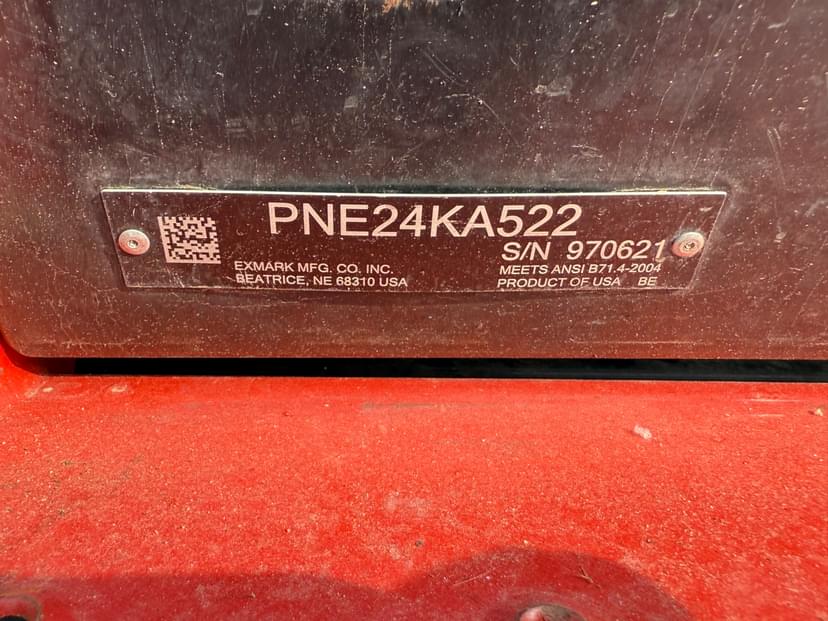 PNE24KA522
S/N 970621
EXMARK MFG. CO. INC.
BEATRICE, NE 68310 USA
MEETS ANSI B71.4-2004
PRODUCT OF USA BE